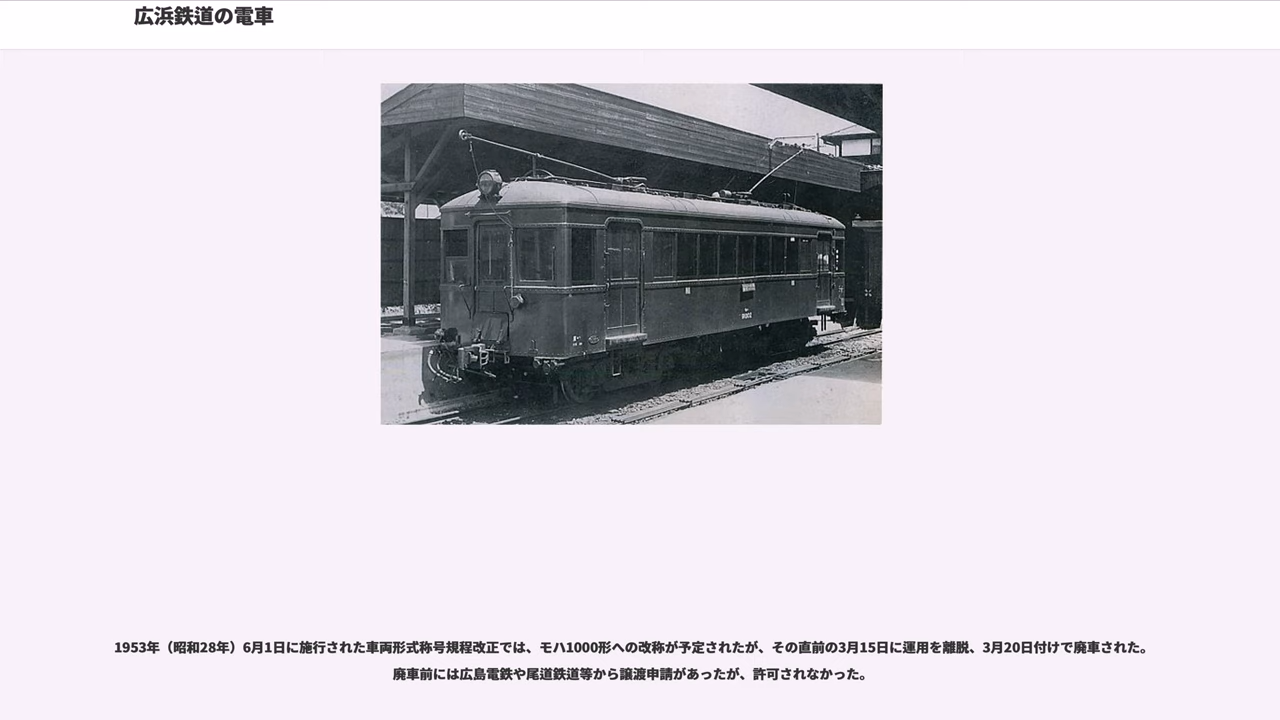 広浜鉄道の電車
1953年（昭和28年）6月1日に施行された車両形式称号規程改正では、モハ1000形への改称が予定されたが、その直前の3月15日に運用を離脱、3月20日付けで廃車された。
廃車前には広島電鉄や尾道鉄道等から譲渡申請があったが、許可されなかった。